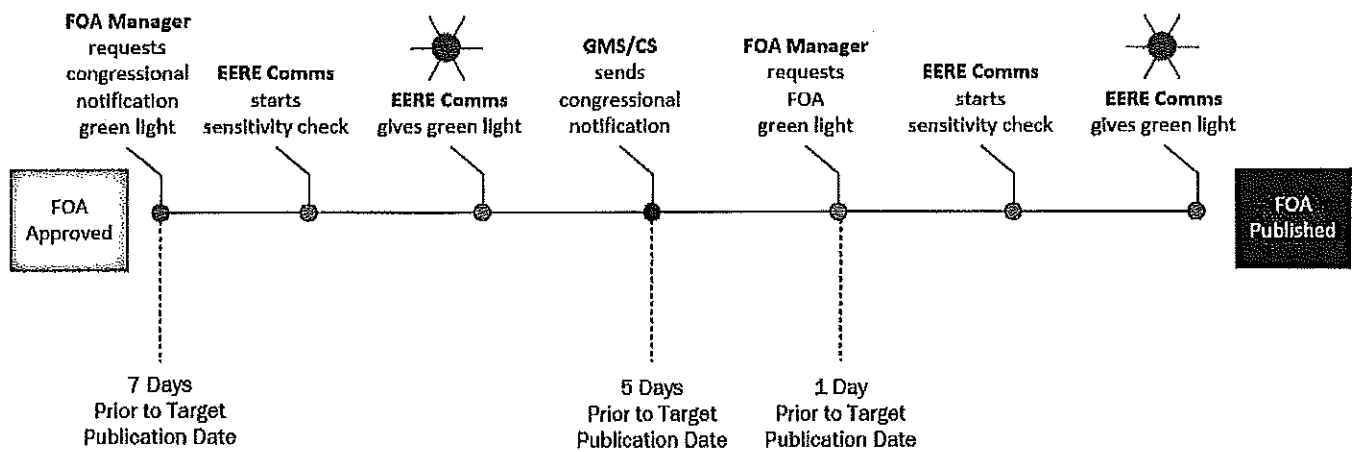 FOA Manager
requests
congressional
notification
green light
EERE Comms
starts
sensitivity check
EERE Comms
gives green light
GMS/CS
sends
congressional
notification
FOA Manager
requests
FOA
green light
EERE Comms
starts
sensitivity check
EERE Comms
gives green light
FOA
Approved
FOA
Published
7 Days
Prior to Target
Publication Date
5 Days
Prior to Target
Publication Date
1 Day
Prior to Target
Publication Date